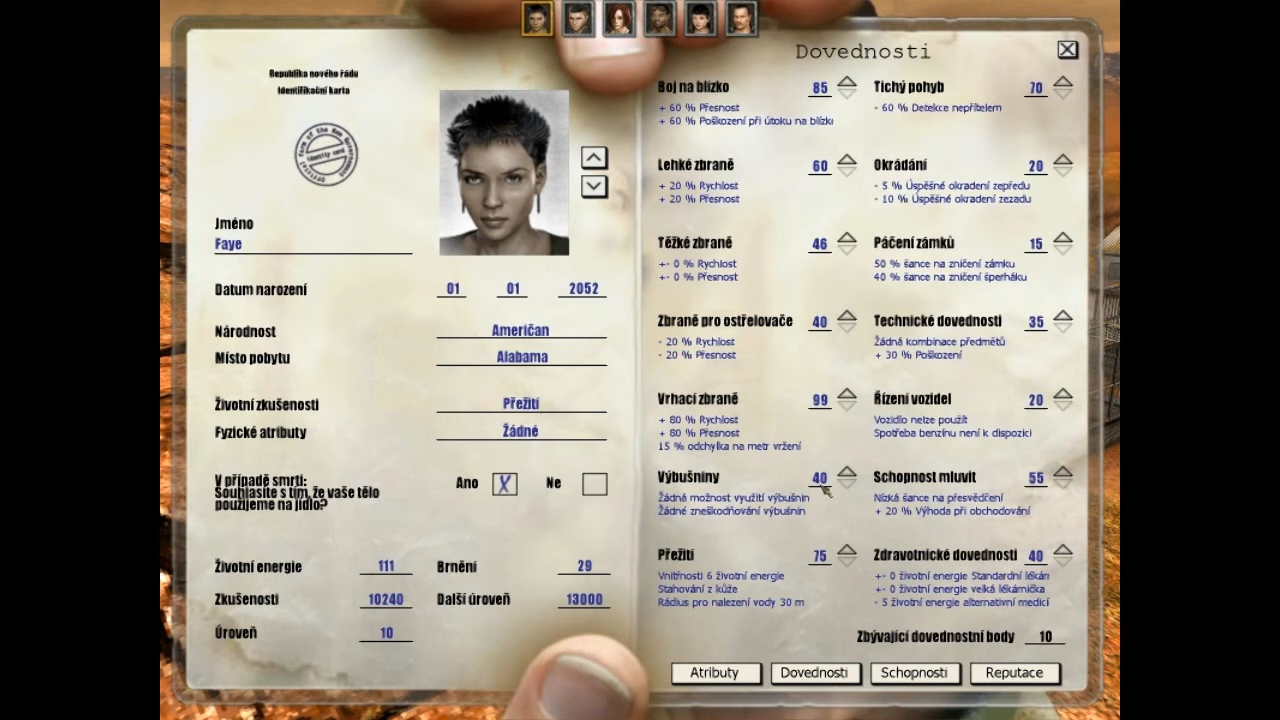 Dovednosti
Republika nového řádu
Identifikační karta
Identity card
Jméno
Faye
Datum narození 01 01 2052
Národnost Američan
Místo pobytu Alabama
Životní zkušenosti Přežití
Fyzické atributy Žádné
V případě smrti:
Souhlasíte s tím, že vaše tělo
použijeme na jídlo?
Ano X Ne
Životní energie 111 Brnění 29
Zkušenosti 10240 Další úroveň 13000
Úroveň 10
Boj na blízko 85
+ 60 % Přesnost
+ 60 % Poškození při útoku na blízko
Lehké zbraně 60
+ 20 % Rychlost
+ 20 % Přesnost
Těžké zbraně 46
+- 0 % Rychlost
+- 0 % Přesnost
Zbraně pro ostřelovače 40
- 20 % Rychlost
- 20 % Přesnost
Vrhací zbraně 99
+ 80 % Rychlost
+ 80 % Přesnost
15 % odchylka na metr vržení
Výbušniny 40
Žádná možnost využití výbušnin
Žádné zneškodňování výbušnin
Přežití 75
Vnitřnosti 6 životní energie
Stahování z kůže
Rádius pro nalezení vody 30 m
Tichý pohyb 70
- 60 % Detekce nepřítelem
Okrádání 20
- 5 % Úspěšné okradení zepředu
- 10 % Úspěšné okradení zezadu
Páčení zámků 15
50 % šance na zničení zámku
40 % šance na zničení šperháku
Technické dovednosti 35
Žádná kombinace předmětů
+ 30 % Poškození
Řízení vozidel 20
Vozidlo nelze použít
Spotřeba benzínu není k dispozici
Schopnost mluvit 55
Nízká šance na přesvědčení
+ 20 % Výhoda při obchodování
Zdravotnické dovednosti 40
+- 0 životní energie Standardní lékár
+- 0 životní energie velká lékárnička
- 5 životní energie alternativní medicí
Zbývající dovednostní body 10
Atributy Dovednosti Schopnosti Reputace